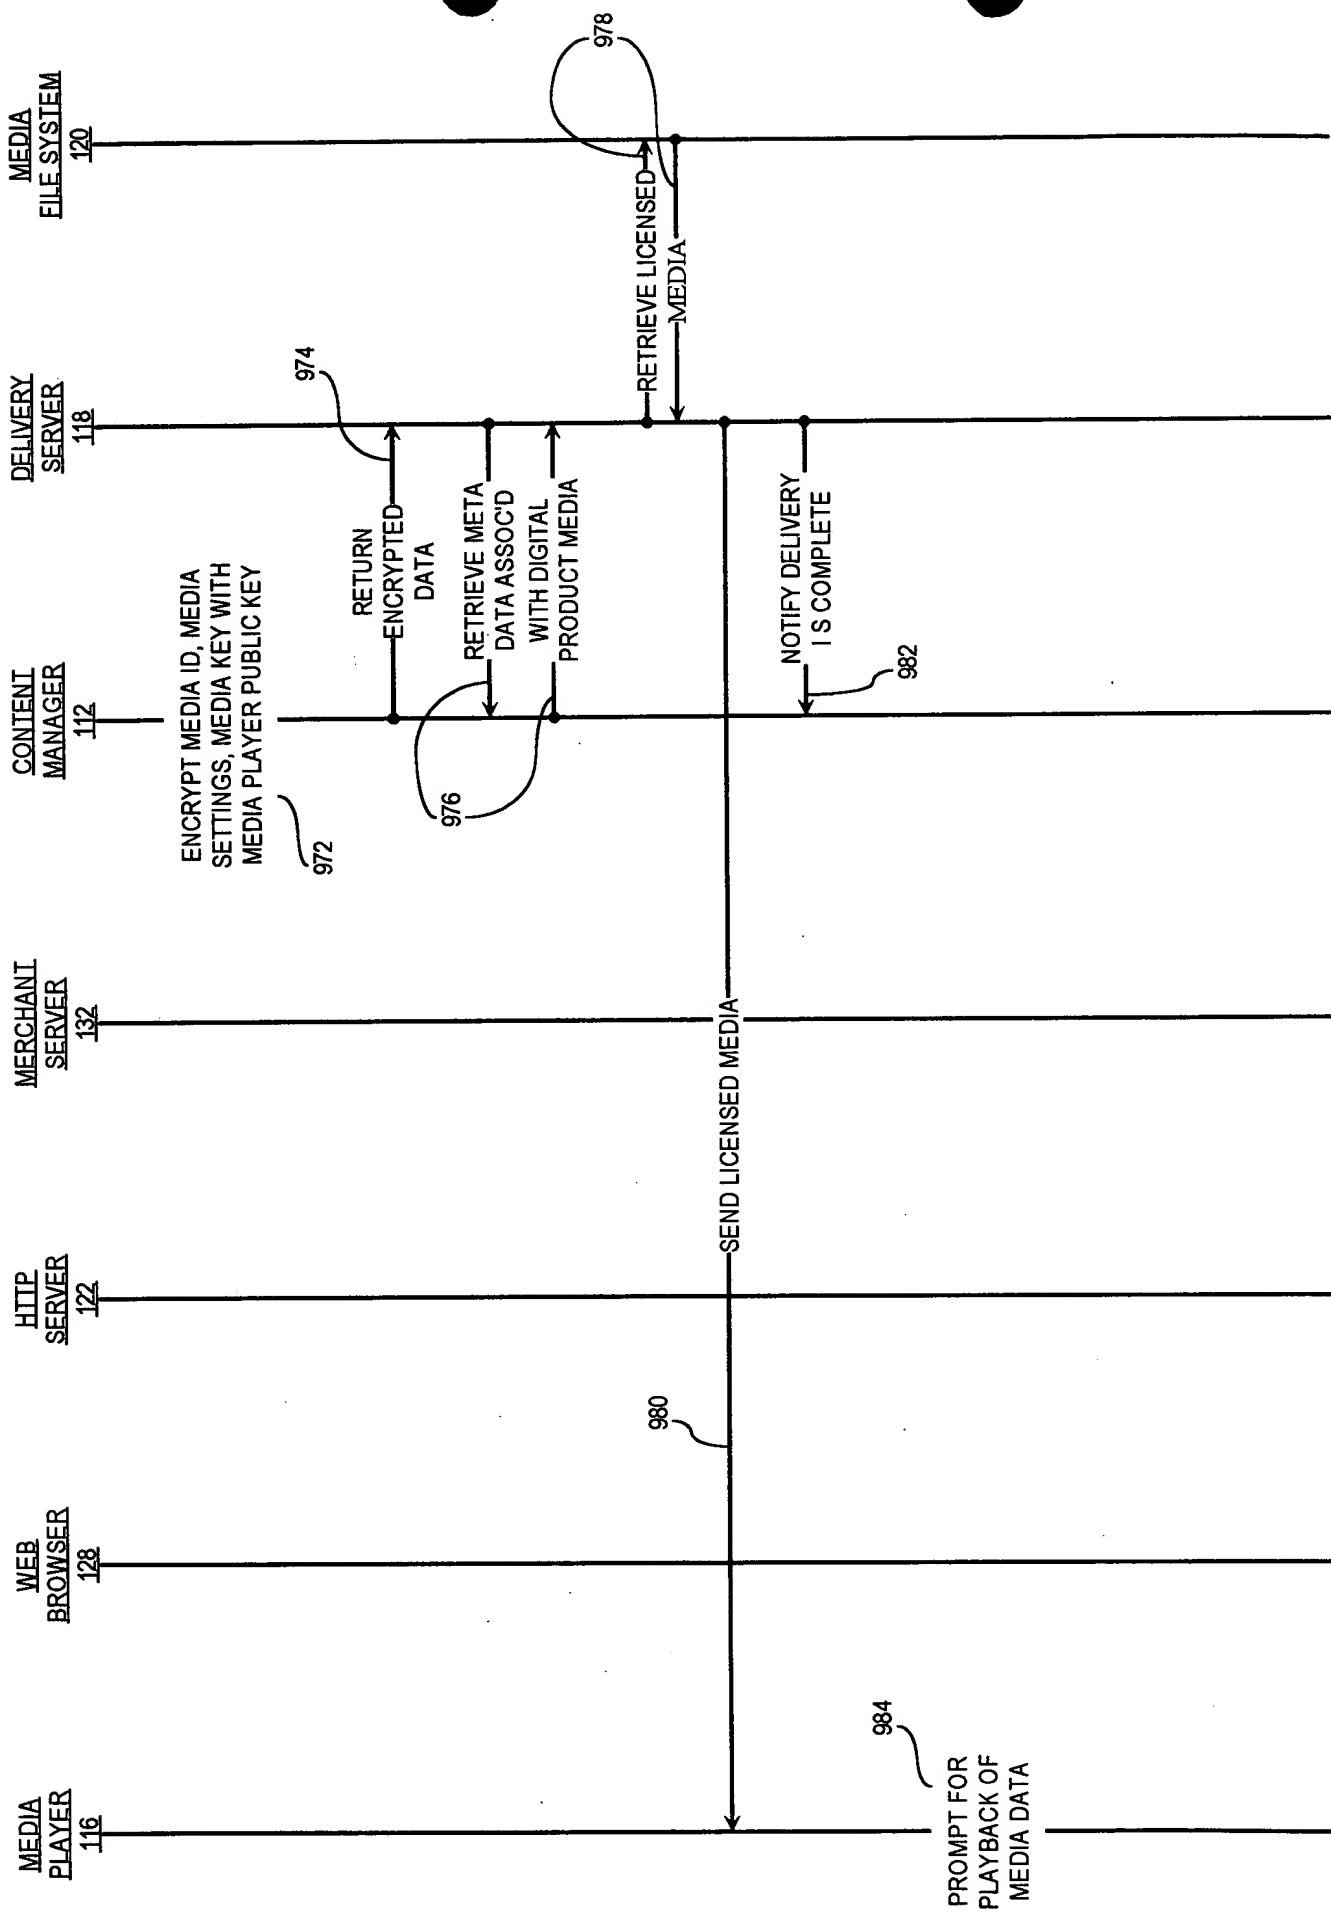 MEDIA
PLAYER
116
WEB
BROWSER
128
HTTP
SERVER
122
MERCHANT
SERVER
132
CONTENT
MANAGER
112
DELIVERY
SERVER
118
MEDIA
FILE SYSTEM
120
ENCRYPT MEDIA ID, MEDIA
SETTINGS, MEDIA KEY WITH
MEDIA PLAYER PUBLIC KEY
972
RETURN
ENCRYPTED
DATA
974
RETRIEVE META
DATA ASSOC'D
WITH DIGITAL
PRODUCT MEDIA
976
RETRIEVE LICENSED
MEDIA
978
SEND LICENSED MEDIA
980
NOTIFY DELIVERY
I S COMPLETE
982
PROMPT FOR
PLAYBACK OF
MEDIA DATA
984